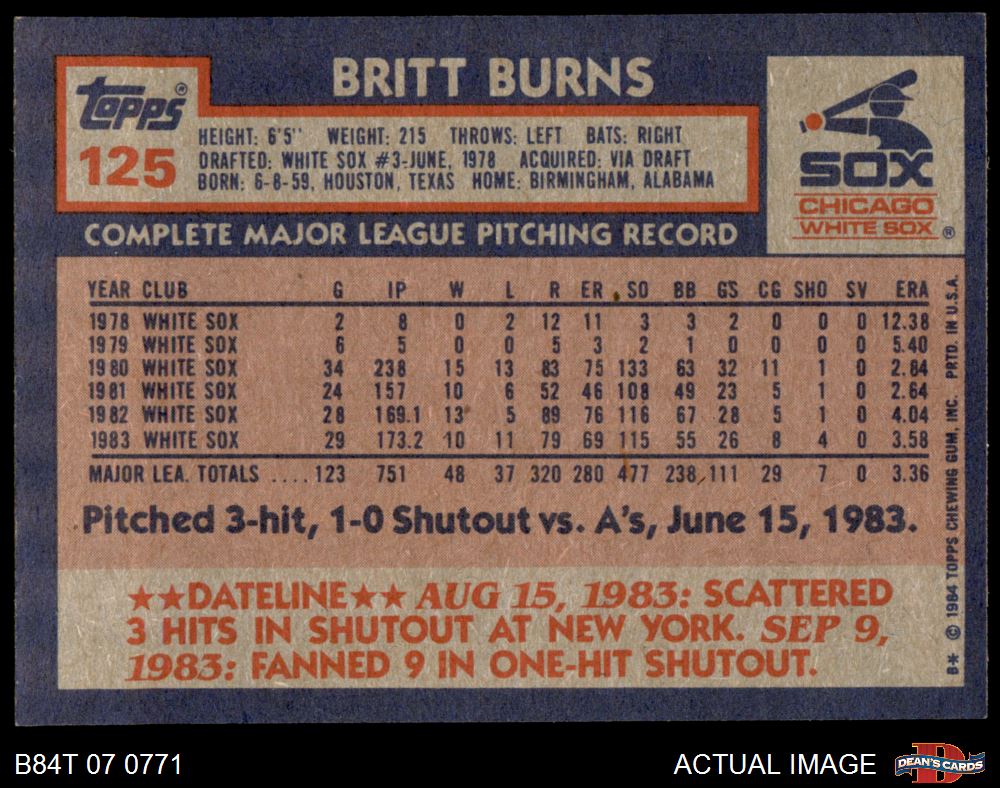 BRITT BURNS
Topps®
125
HEIGHT: 6'5" WEIGHT: 215 THROWS: LEFT BATS: RIGHT
DRAFTED: WHITE SOX #3-JUNE, 1978 ACQUIRED: VIA DRAFT
BORN: 6-8-59, HOUSTON, TEXAS HOME: BIRMINGHAM, ALABAMA
SOX
CHICAGO
WHITE SOX ®
COMPLETE MAJOR LEAGUE PITCHING RECORD
YEAR CLUB G IP W L R ER SO BB GS CG SHO SV ERA
1978 WHITE SOX 2 8 0 2 12 11 3 3 2 0 0 0 12.38
1979 WHITE SOX 6 5 0 0 5 3 2 1 0 0 0 0 5.40
1980 WHITE SOX 34 238 15 13 83 75 133 63 32 11 1 0 2.84
1981 WHITE SOX 24 157 10 6 52 46 108 49 23 5 1 0 2.64
1982 WHITE SOX 28 169.1 13 5 89 76 116 67 28 5 1 0 4.04
1983 WHITE SOX 29 173.2 10 11 79 69 115 55 26 8 4 0 3.58
MAJOR LEA. TOTALS ....123 751 48 37 320 280 477 238 111 29 7 0 3.36
Pitched 3-hit, 1-0 Shutout vs. A's, June 15, 1983.
★★DATELINE★★ AUG 15, 1983: SCATTERED
3 HITS IN SHUTOUT AT NEW YORK. SEP 9,
1983: FANNED 9 IN ONE-HIT SHUTOUT.
B* © 1984 TOPPS CHEWING GUM, INC. PRTD. IN U.S.A.
B84T 07 0771
ACTUAL IMAGE
D
DEAN'S CARDS